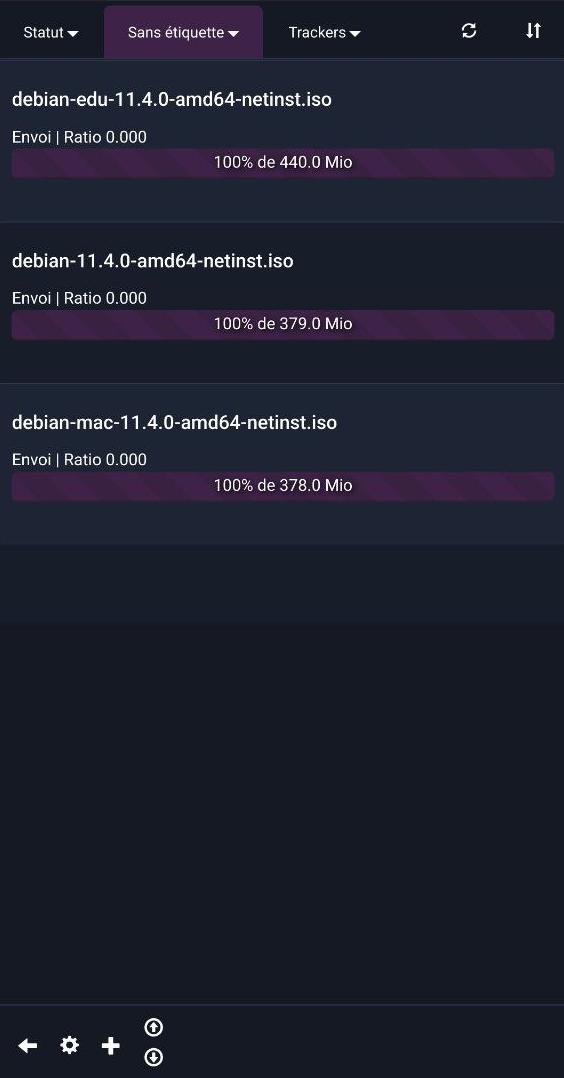 Statut Sans étiquette Trackers
debian-edu-11.4.0-amd64-netinst.iso
Envoi | Ratio 0.000
100% de 440.0 Mio
debian-11.4.0-amd64-netinst.iso
Envoi | Ratio 0.000
100% de 379.0 Mio
debian-mac-11.4.0-amd64-netinst.iso
Envoi | Ratio 0.000
100% de 378.0 Mio